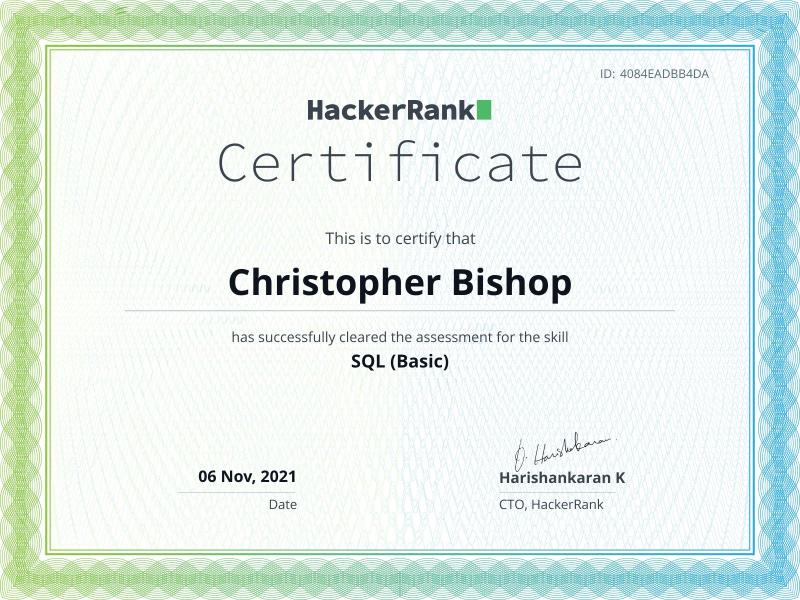 ID: 4084EADBB4DA
HackerRank
Certificate
This is to certify that
Christopher Bishop
has successfully cleared the assessment for the skill
SQL (Basic)
06 Nov, 2021
Date
Harishankaran K
CTO, HackerRank